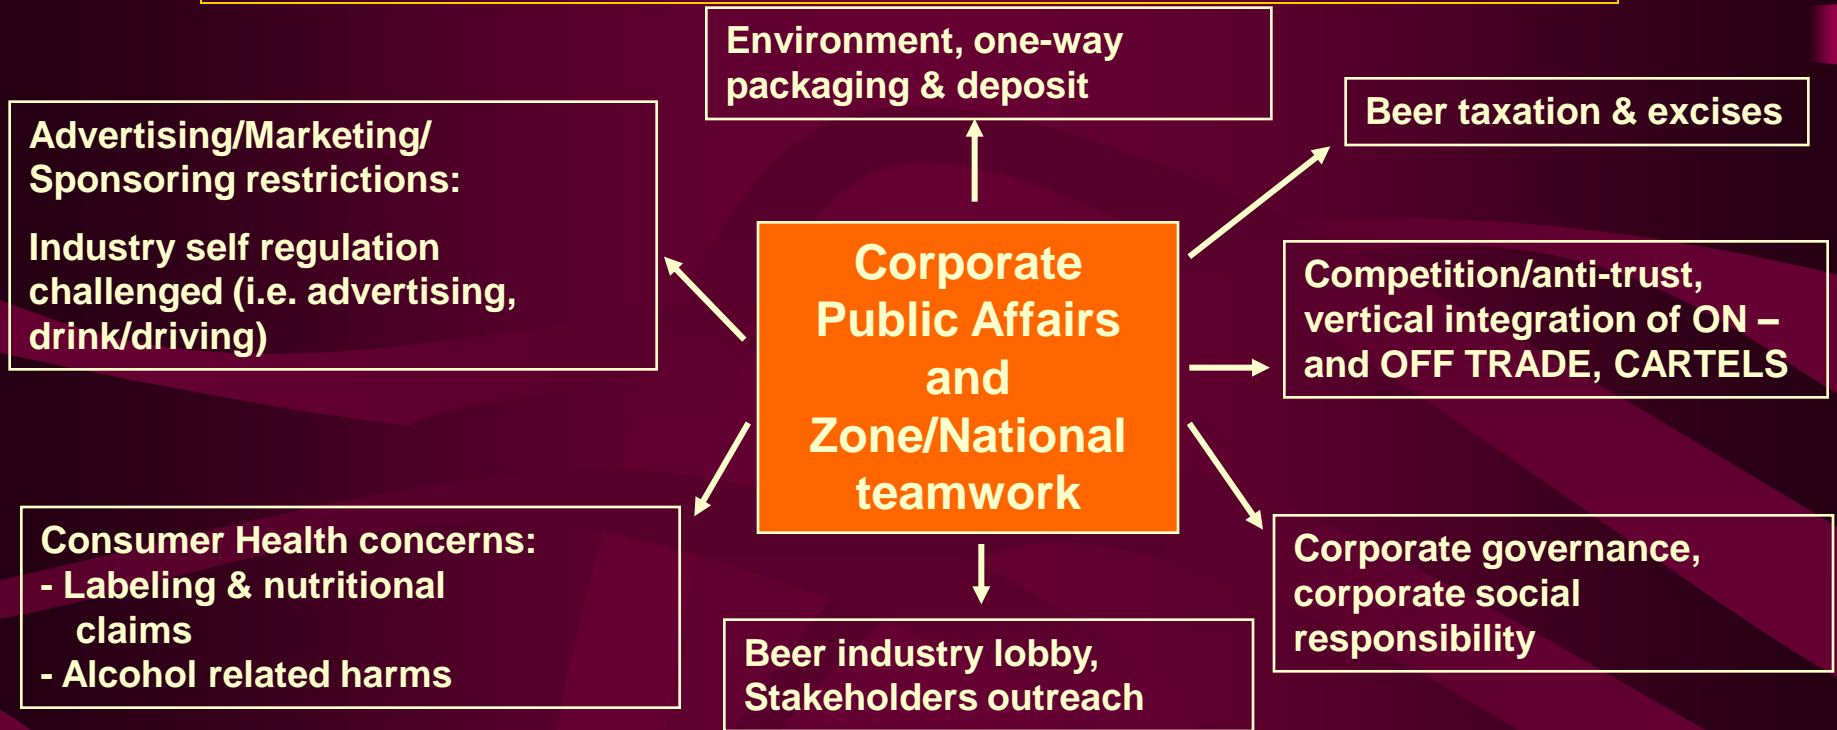 Environment, one-way
packaging & deposit
Beer taxation & excises
Advertising/Marketing/
Sponsoring restrictions:
Industry self regulation
challenged (i.e. advertising,
drink/driving)
Corporate
Public Affairs
and
Zone/National
teamwork
Competition/anti-trust,
vertical integration of ON –
and OFF TRADE, CARTELS
Consumer Health concerns:
- Labeling & nutritional
claims
- Alcohol related harms
Beer industry lobby,
Stakeholders outreach
Corporate governance,
corporate social
responsibility